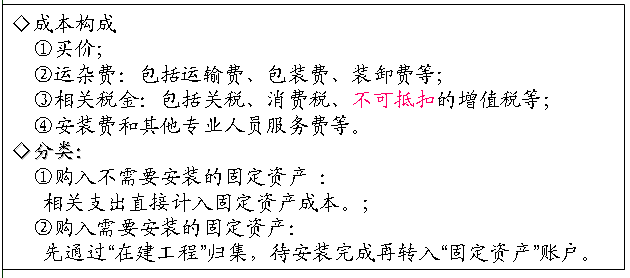 ◇成本构成
①买价；
②运杂费：包括运输费、包装费、装卸费等；
③相关税金：包括关税、消费税、不可抵扣的增值税等；
④安装费和其他专业人员服务费等。
◇分类：
①购入不需要安装的固定资产 ：
相关支出直接计入固定资产成本。；
②购入需要安装的固定资产：
先通过“在建工程”归集，待安装完成再转入“固定资产”账户。